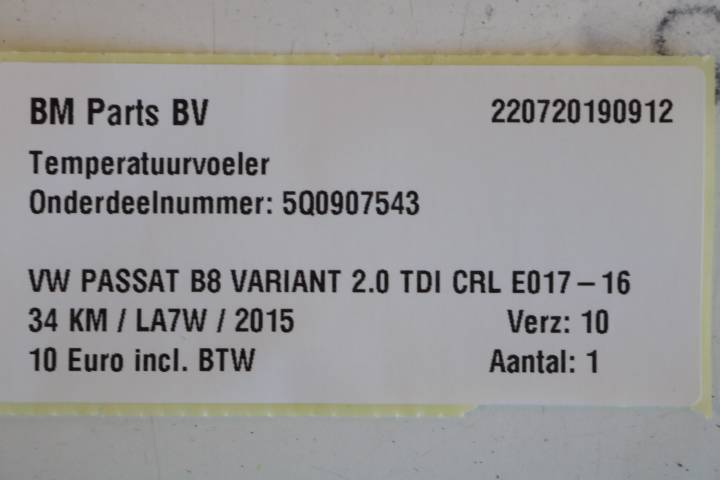 BM Parts BV 220720190912
Temperatuurvoeler
Onderdeelnummer: 5Q0907543
VW PASSAT B8 VARIANT 2.0 TDI CRL E017-16
34 KM / LA7W / 2015 Verz: 10
10 Euro incl. BTW Aantal: 1